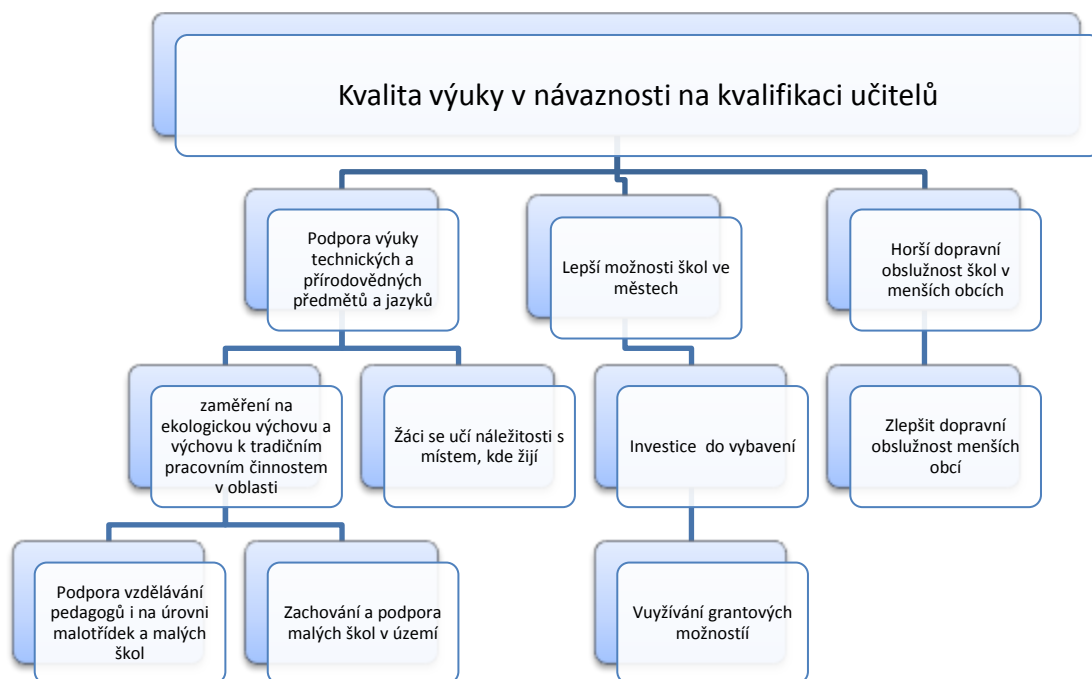 Kvalita výuky v návaznosti na kvalifikaci učitelů
Podpora výuky
technických a
přírodovědných
předmětů a jazyků
Lepší možnosti škol ve
městech
Horší dopravní
obslužnost škol v
menších obcích
zaměření na
ekologickou výchovu a
výchovu k tradičním
pracovním činnostem
v oblasti
Žáci se učí náležitosti s
místem, kde žijí
Investice do vybavení
Zlepšit dopravní
obslužnost menších
obcí
Podpora vzdělávání
pedagogů i na úrovni
malotřídek a malých
škol
Zachování a podpora
malých škol v území
Vuyžívání grantových
možnostíí